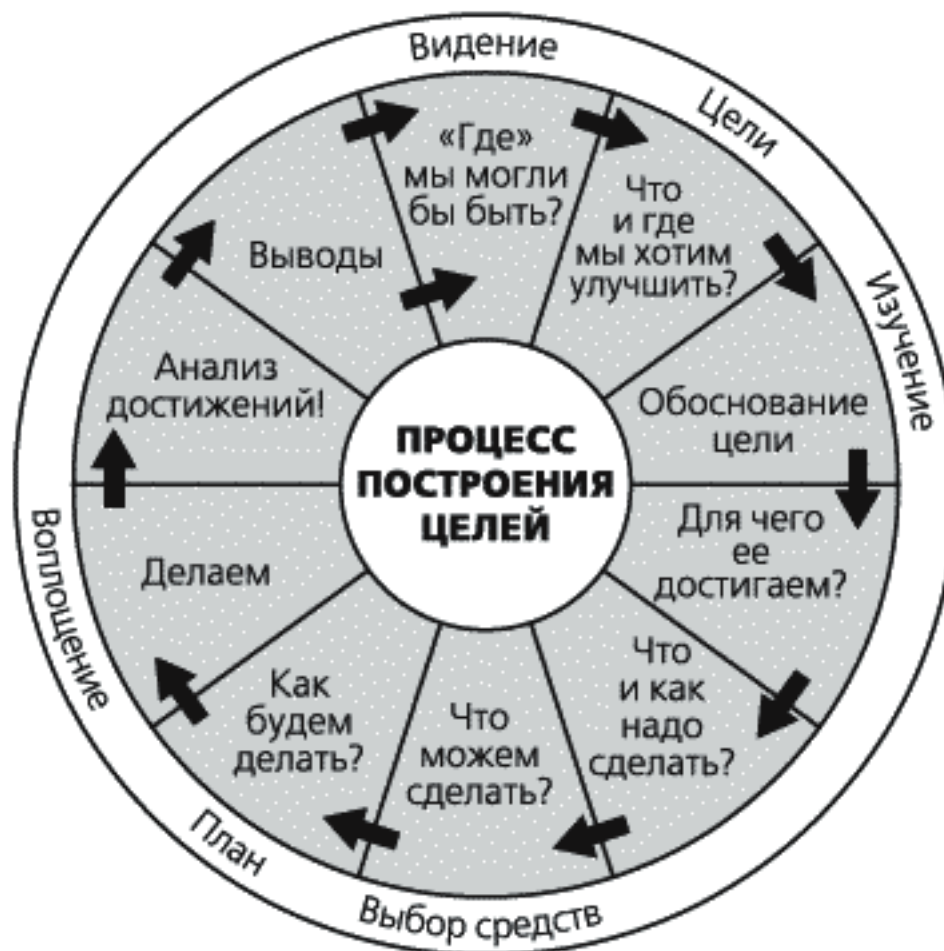 Видение
Цели
Изучение
Выбор средств
План
Воплощение
«Где»
мы могли
бы быть?
Что
и где
мы хотим
улучшить?
Обоснование
цели
Для чего
ее
достигаем?
Что
и как
надо
сделать?
Что
можем
сделать?
Как
будем
делать?
Делаем
Анализ
достижений!
Выводы
ПРОЦЕСС
ПОСТРОЕНИЯ
ЦЕЛЕЙ